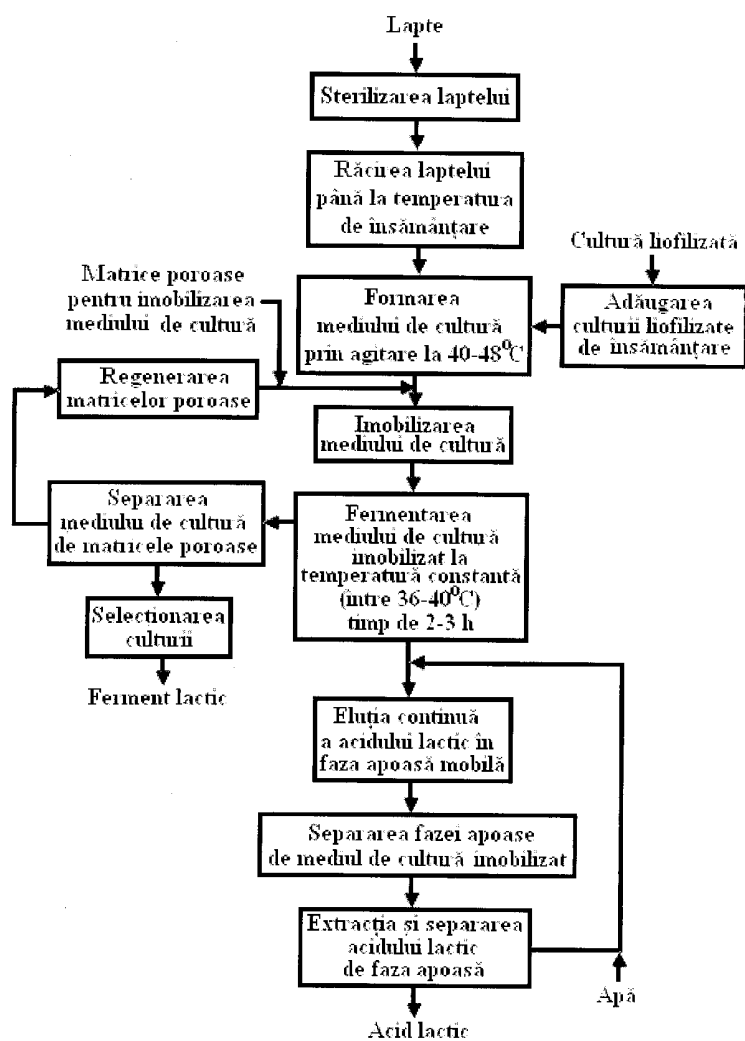 Lapte
Sterilizarea laptelui
Răcirea laptelui
până la temperatura
de însămânțare
Cultură liofilizată
Matrice poroase
pentru imobilizarea
mediului de cultură
Formarea
mediului de cultură
prin agitare la 40-48⁰C
Adăugarea
culturii liofilizate
de însămânțare
Regenerarea
matricelor poroase
Imobilizarea
mediului de cultură
Separarea
mediului de cultură
de matricele poroase
Fermentarea
mediului de cultură
imobilizat la
temperatură constantă
(între 36-40⁰C)
timp de 2-3 h
Selecționarea
culturii
Ferment lactic
Eluția continuă
a acidului lactic în
faza apoasă mobilă
Separarea fazei apoase
de mediul de cultură imobilizat
Extracția și separarea
acidului lactic
de faza apoasă
Apă
Acid lactic